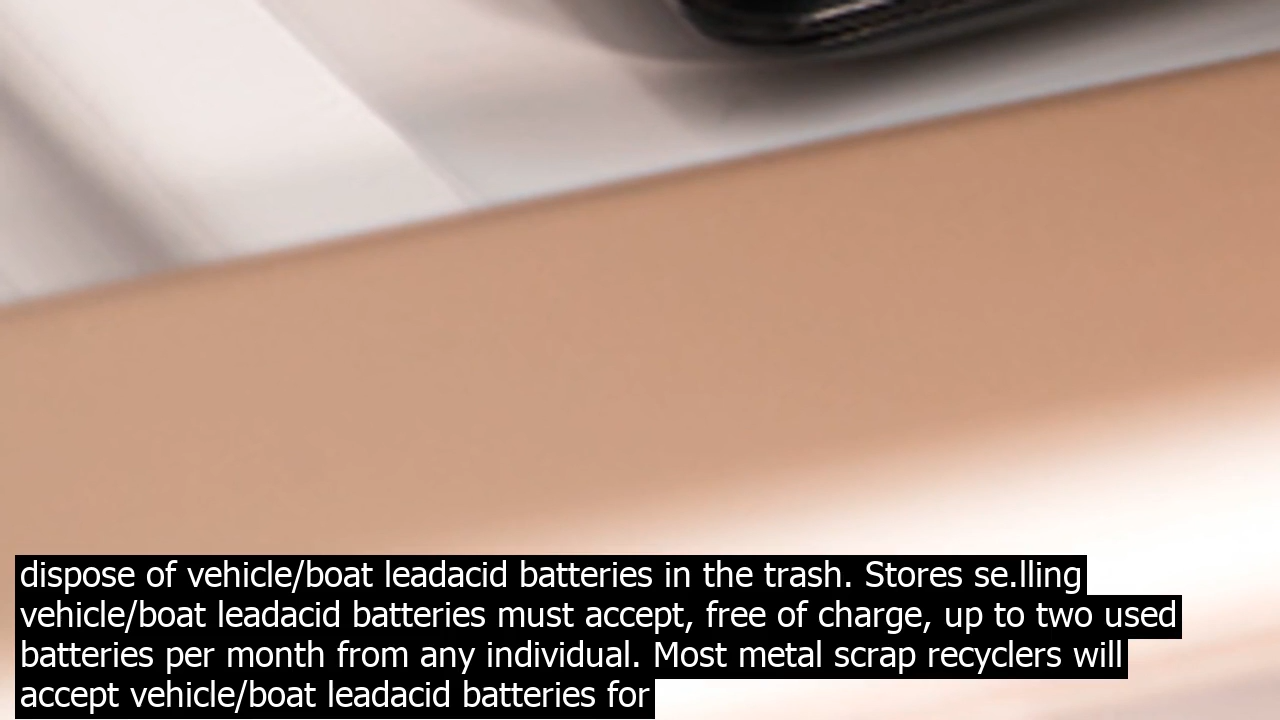 dispose of vehicle/boat leadacid batteries in the trash. Stores se.lling
vehicle/boat leadacid batteries must accept, free of charge, up to two used
batteries per month from any individual. Most metal scrap recyclers will
accept vehicle/boat leadacid batteries for